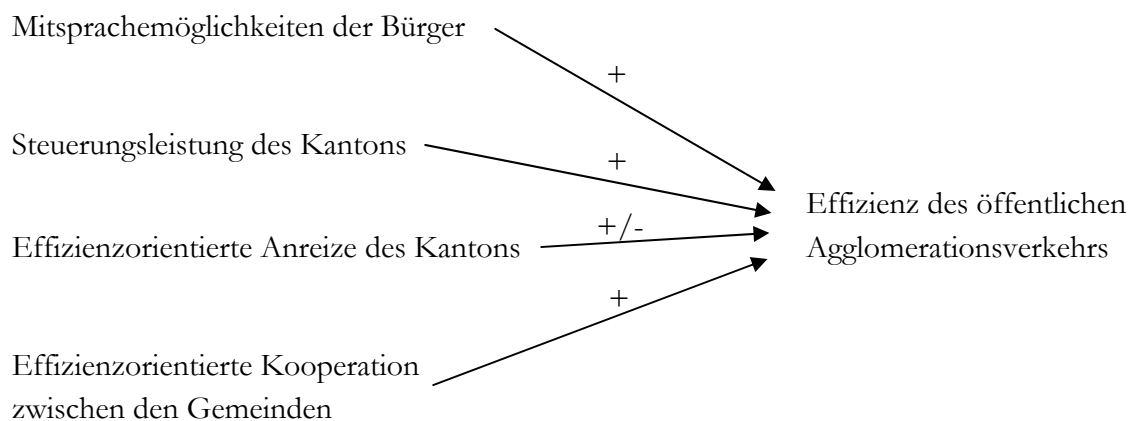 Mitsprachemöglichkeiten der Bürger
+
Steuerungsleistung des Kantons
+
Effizienz des öffentlichen
Agglomerationsverkehrs
+/-
Effizienzorientierte Anreize des Kantons
+
Effizienzorientierte Kooperation
zwischen den Gemeinden